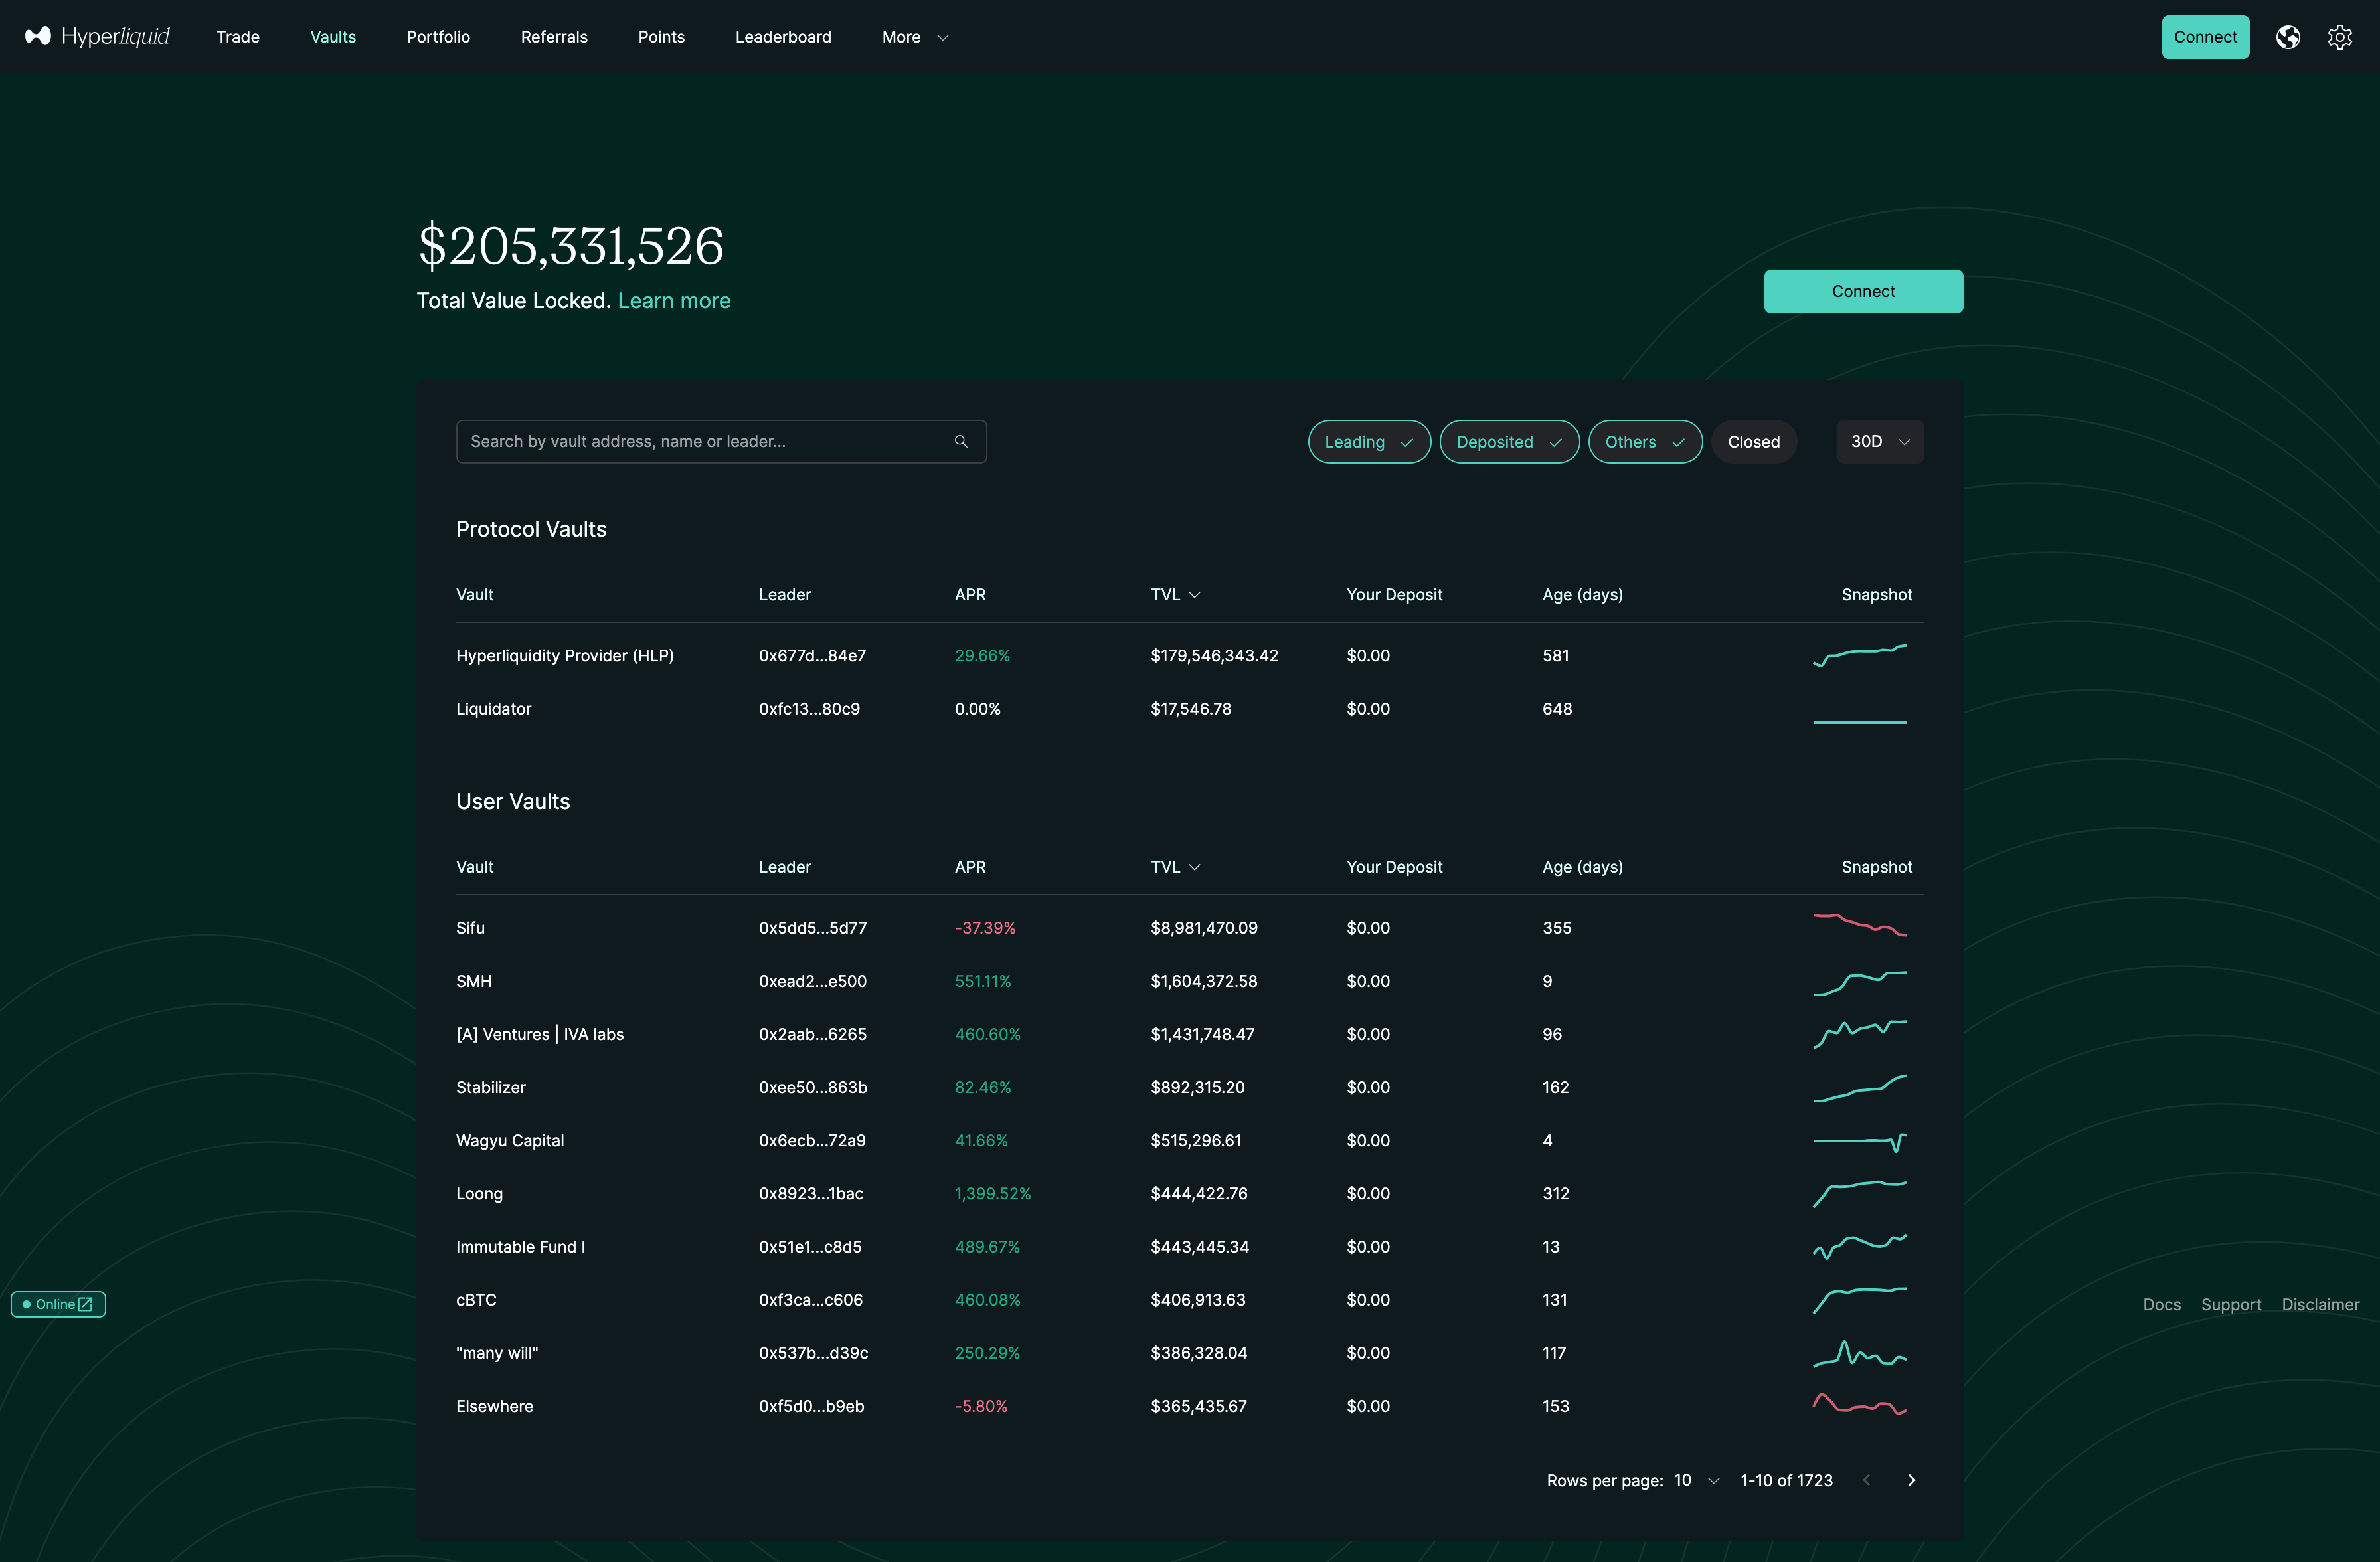 Hyperliquid Trade Vaults Portfolio Referrals Points Leaderboard More Connect
$205,331,526
Total Value Locked. Learn more
Connect
Search by vault address, name or leader... Leading Deposited Others Closed 30D
Protocol Vaults
Vault Leader APR TVL Your Deposit Age (days) Snapshot
Hyperliquidity Provider (HLP) 0x677d...84e7 29.66% $179,546,343.42 $0.00 581
Liquidator 0xfc13...80c9 0.00% $17,546.78 $0.00 648
User Vaults
Vault Leader APR TVL Your Deposit Age (days) Snapshot
Sifu 0x5dd5...5d77 -37.39% $8,981,470.09 $0.00 355
SMH 0xead2...e500 551.11% $1,604,372.58 $0.00 9
[A] Ventures | IVA labs 0x2aab...6265 460.60% $1,431,748.47 $0.00 96
Stabilizer 0xee50...863b 82.46% $892,315.20 $0.00 162
Wagyu Capital 0x6ecb...72a9 41.66% $515,296.61 $0.00 4
Loong 0x8923...1bac 1,399.52% $444,422.76 $0.00 312
Immutable Fund I 0x51e1...c8d5 489.67% $443,445.34 $0.00 13
cBTC 0xf3ca...c606 460.08% $406,913.63 $0.00 131
"many will" 0x537b...d39c 250.29% $386,328.04 $0.00 117
Elsewhere 0xf5d0...b9eb -5.80% $365,435.67 $0.00 153
Rows per page: 10 1-10 of 1723
Online
Docs Support Disclaimer